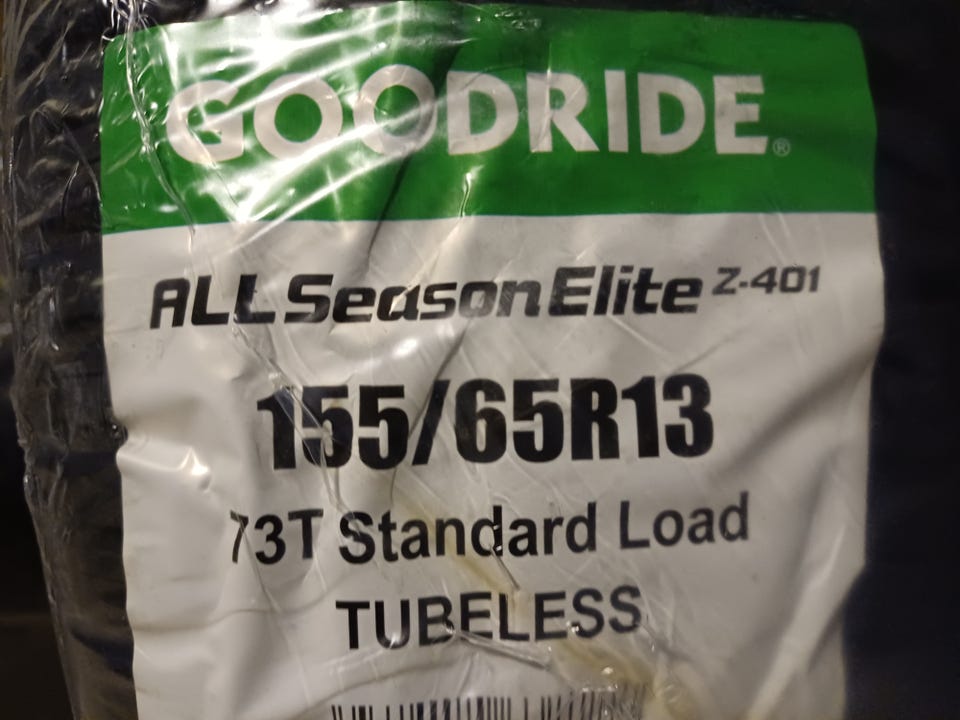 GOODRIDE®
ALL Season Elite Z-401
155/65R13
73T Standard Load
TUBELESS